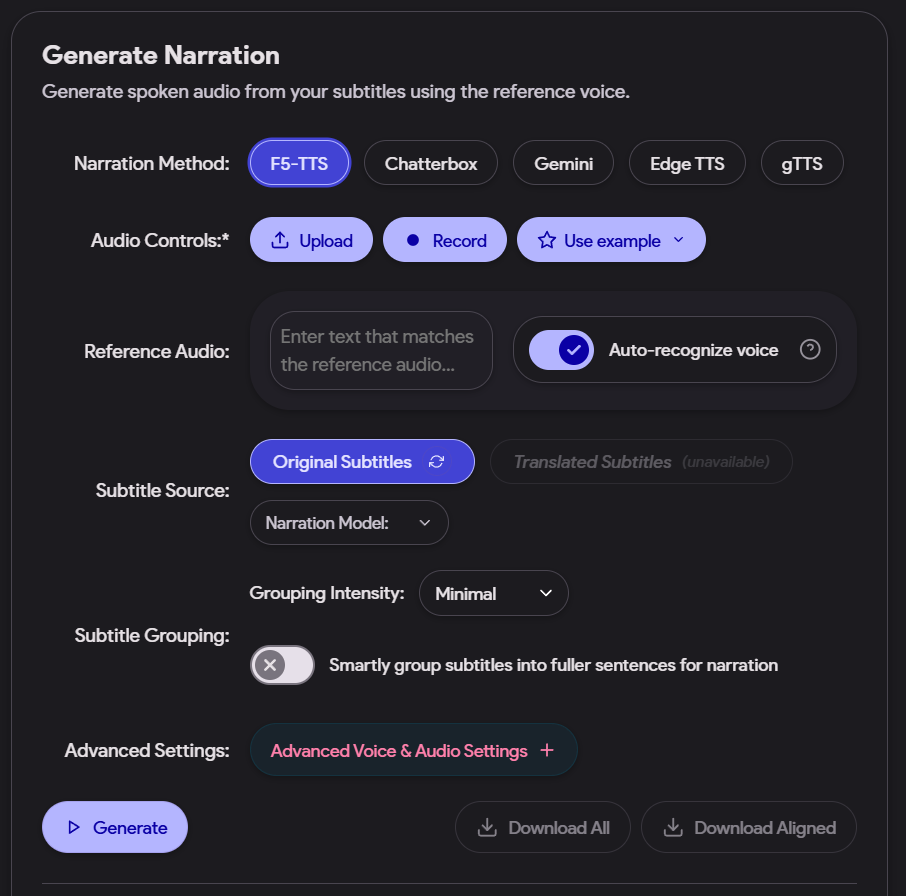 Generate Narration
Generate spoken audio from your subtitles using the reference voice.
Narration Method: F5-TTS Chatterbox Gemini Edge TTS gTTS
Audio Controls:* Upload Record Use example
Reference Audio:
Enter text that matches
the reference audio...
Auto-recognize voice ?
Subtitle Source:
Original Subtitles Translated Subtitles (unavailable)
Narration Model:
Subtitle Grouping:
Grouping Intensity: Minimal
Smartly group subtitles into fuller sentences for narration
Advanced Settings: Advanced Voice & Audio Settings +
Generate Download All Download Aligned